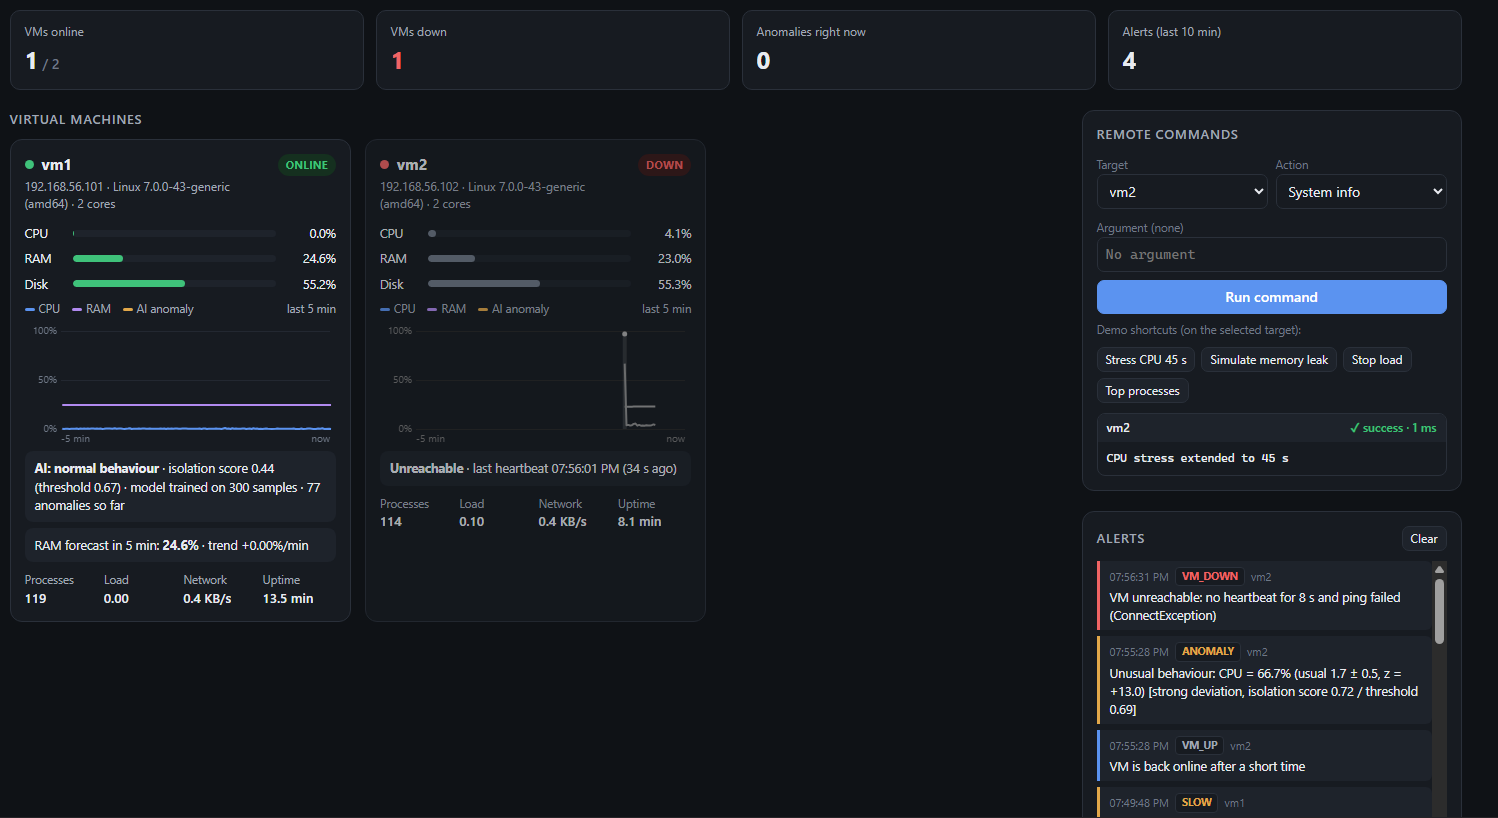 VMs online
1 / 2
VMs down
1
Anomalies right now
0
Alerts (last 10 min)
4
VIRTUAL MACHINES
vm1
ONLINE
192.168.56.101 · Linux 7.0.0-43-generic
(amd64) · 2 cores
CPU 0.0%
RAM 24.6%
Disk 55.2%
CPU RAM AI anomaly last 5 min
100%
50%
0%
-5 min now
AI: normal behaviour · isolation score 0.44
(threshold 0.67) · model trained on 300 samples · 77
anomalies so far
RAM forecast in 5 min: 24.6% · trend +0.00%/min
Processes Load Network Uptime
119 0.00 0.4 KB/s 13.5 min
vm2
DOWN
192.168.56.102 · Linux 7.0.0-43-generic
(amd64) · 2 cores
CPU 4.1%
RAM 23.0%
Disk 55.3%
CPU RAM AI anomaly last 5 min
100%
50%
0%
-5 min now
Unreachable · last heartbeat 07:56:01 PM (34 s ago)
Processes Load Network Uptime
114 0.10 0.4 KB/s 8.1 min
REMOTE COMMANDS
Target Action
vm2 System info
Argument (none)
No argument
Run command
Demo shortcuts (on the selected target):
Stress CPU 45 s Simulate memory leak Stop load
Top processes
vm2 ✓ success · 1 ms
CPU stress extended to 45 s
ALERTS
Clear
07:56:31 PM VM_DOWN vm2
VM unreachable: no heartbeat for 8 s and ping failed
(ConnectException)
07:55:28 PM ANOMALY vm2
Unusual behaviour: CPU = 66.7% (usual 1.7 ± 0.5, z =
+13.0) [strong deviation, isolation score 0.72 / threshold
0.69]
07:55:28 PM VM_UP vm2
VM is back online after a short time
07:49:48 PM SLOW vm1